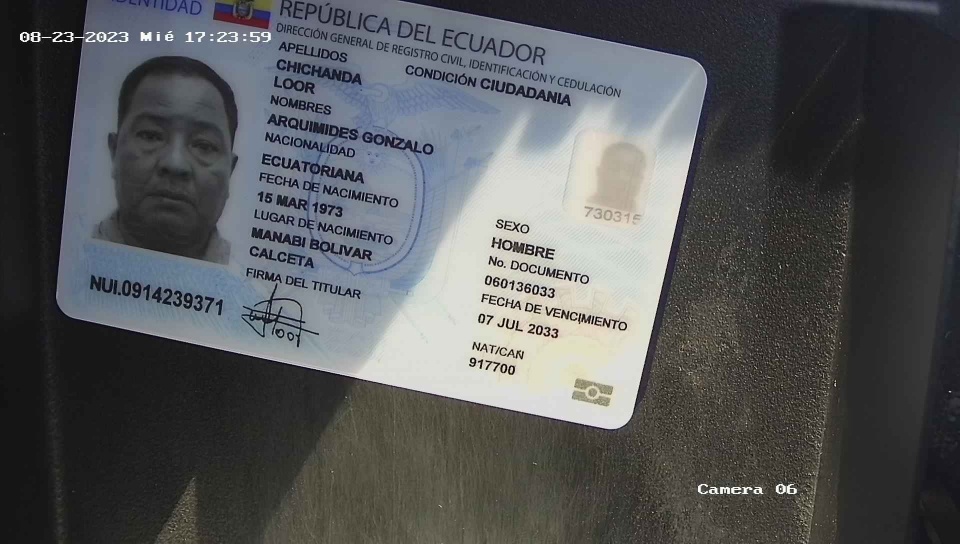 IDENTIDAD
REPÚBLICA DEL ECUADOR
DIRECCIÓN GENERAL DE REGISTRO CIVIL, IDENTIFICACIÓN Y CEDULACIÓN
08-23-2023 Mié 17:23:59
APELLIDOS
CHICHANDA
LOOR
CONDICIÓN CIUDADANIA
NOMBRES
ARQUIMIDES GONZALO
NACIONALIDAD
ECUATORIANA
FECHA DE NACIMIENTO
15 MAR 1973
LUGAR DE NACIMIENTO
MANABI BOLIVAR
CALCETA
FIRMA DEL TITULAR
NUI.0914239371
730315
SEXO
HOMBRE
No. DOCUMENTO
060136033
FECHA DE VENCIMIENTO
07 JUL 2033
NAT/CAN
917700
Camera 06